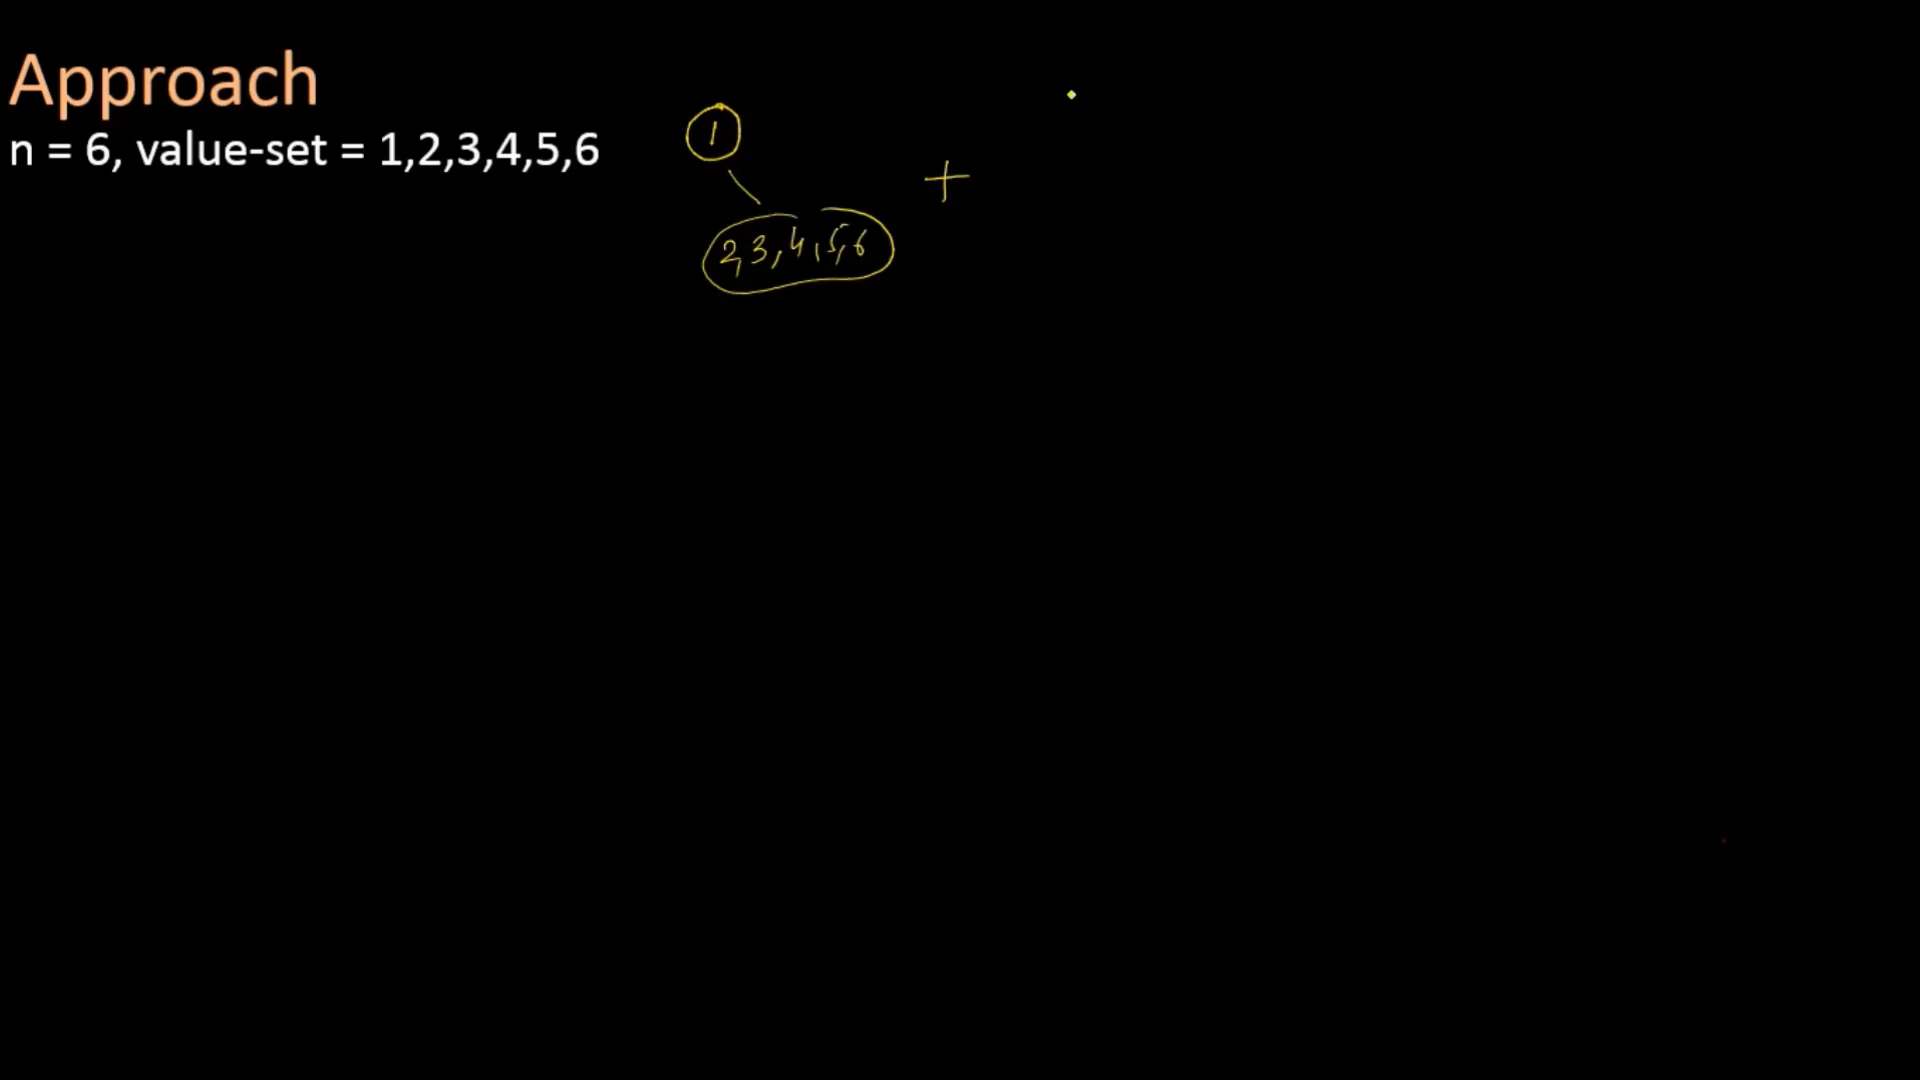 Approach
n = 6, value-set = 1,2,3,4,5,6
1
+
2,3,4,5,6